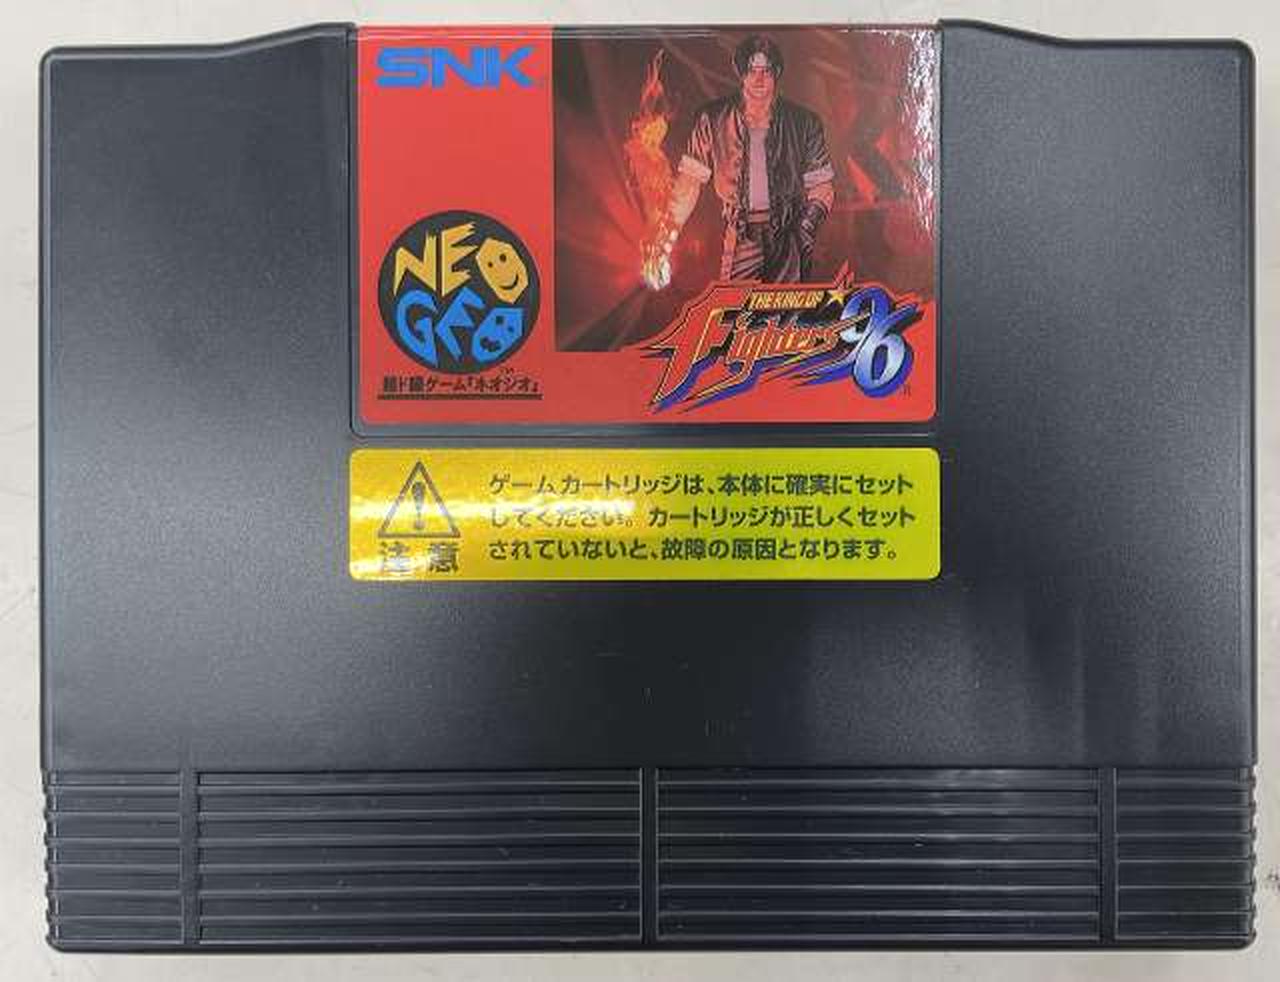 SNK
NEO
GEO
TM
超ド級ゲーム『ネオジオ』
THE KING OF
Fighters '96
R
ゲームカートリッジは、本体に確実にセット
してください。カートリッジが正しくセット
されていないと、故障の原因となります。
注意